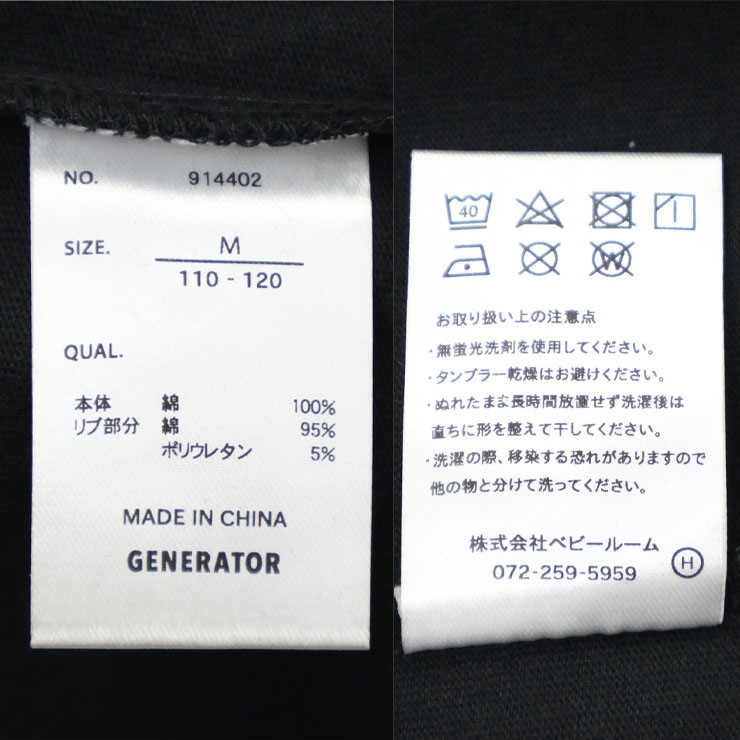 NO. 914402
SIZE. M
110 - 120
QUAL.
本体 綿 100%
リブ部分 綿 95%
ポリウレタン 5%
MADE IN CHINA
GENERATOR
40
W
お取り扱い上の注意点
・無蛍光洗剤を使用してください。
・タンブラー乾燥はお避けください。
・ぬれたまま長時間放置せず洗濯後は
直ちに形を整えて干してください。
・洗濯の際、移染する恐れがありますので
他の物と分けて洗ってください。
株式会社ベビールーム
072-259-5959
H